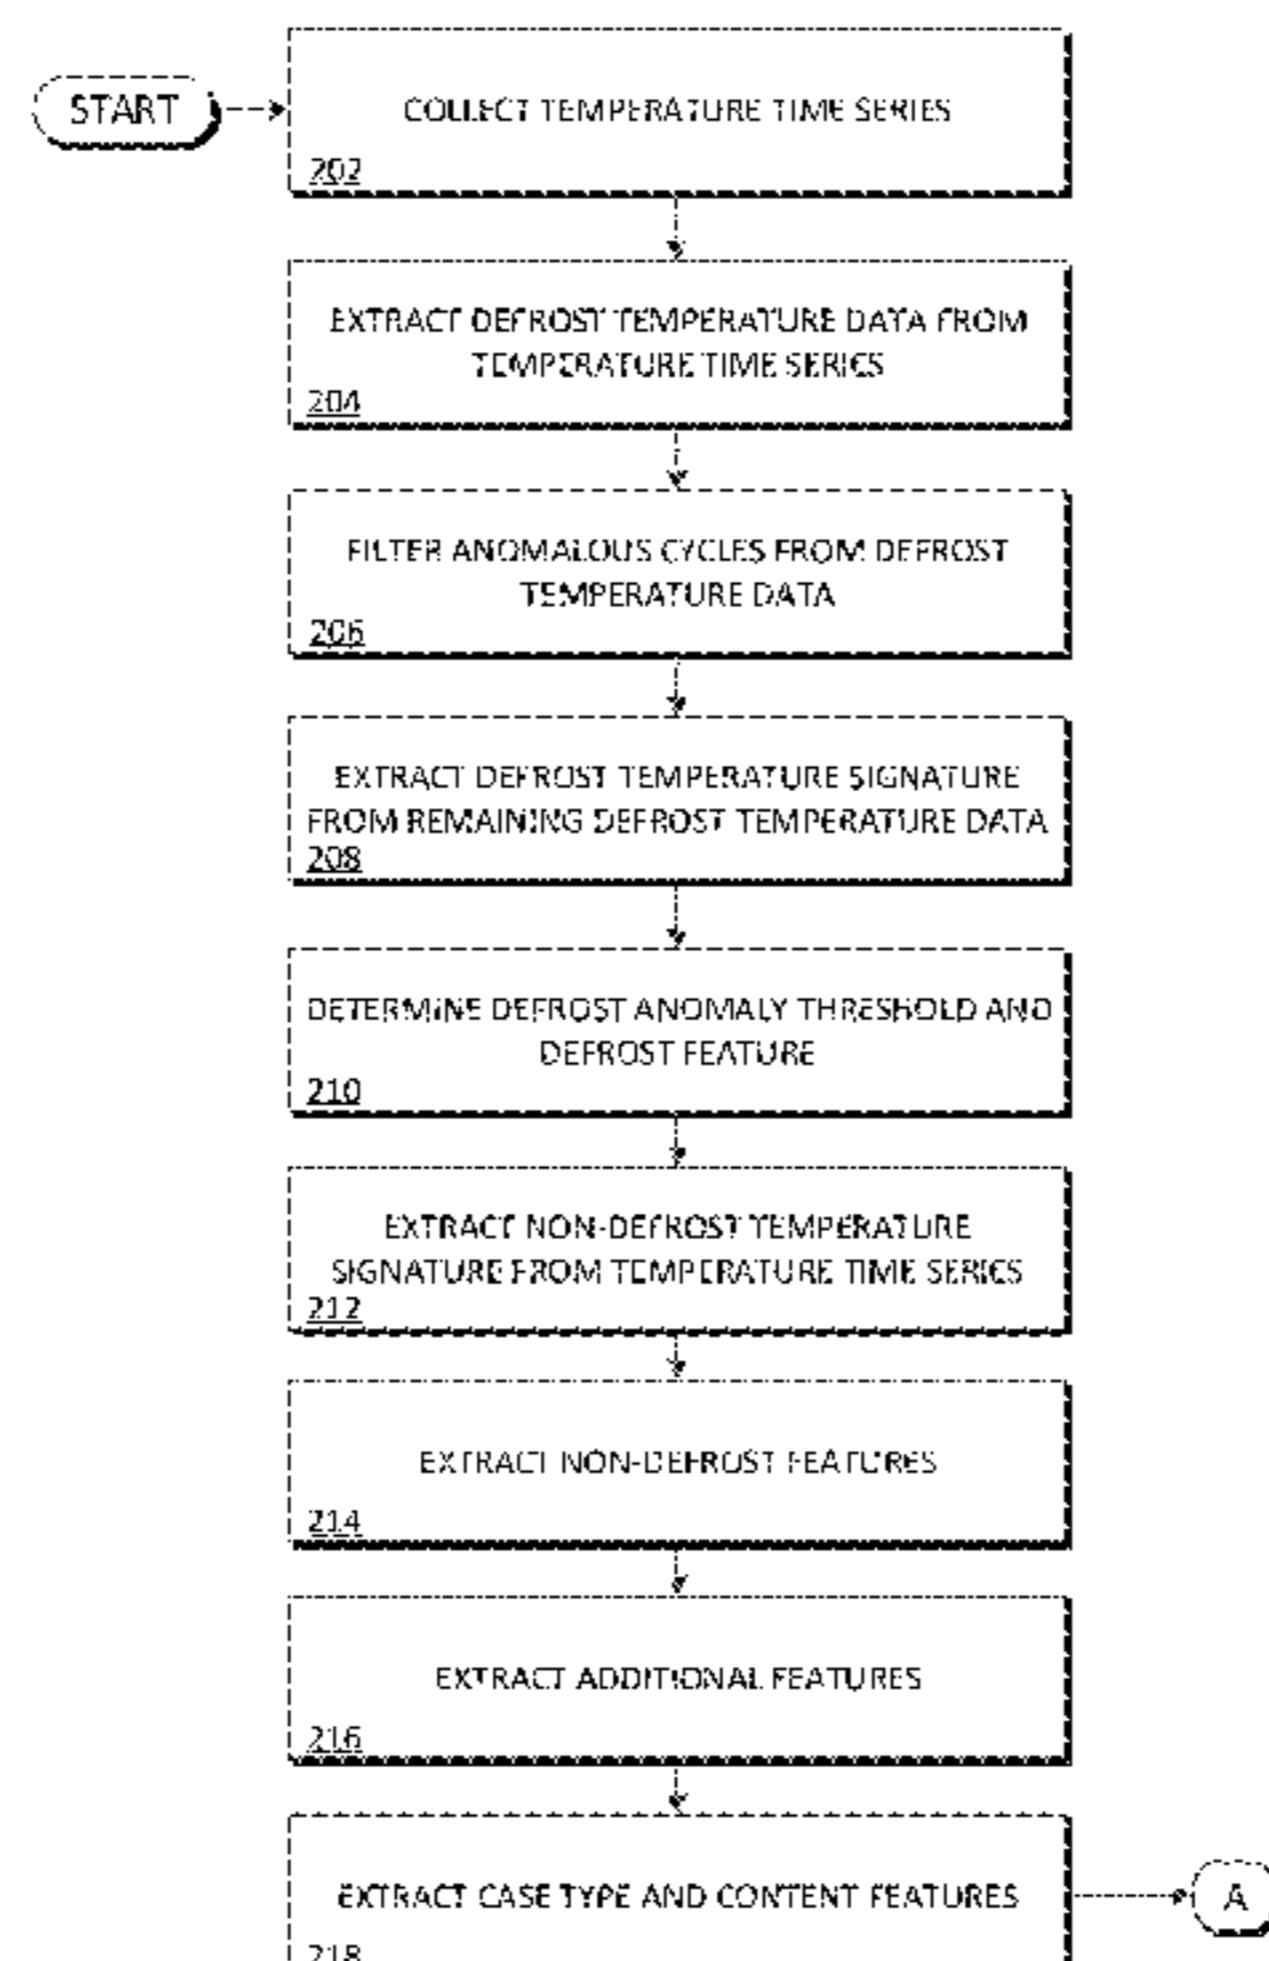 START
COLLECT TEMPERATURE TIME SERIES
202
EXTRACT DEFROST TEMPERATURE DATA FROM
TEMPERATURE TIME SERIES
204
FILTER ANOMALOUS CYCLES FROM DEFROST
TEMPERATURE DATA
206
EXTRACT DEFROST TEMPERATURE SIGNATURE
FROM REMAINING DEFROST TEMPERATURE DATA
208
DETERMINE DEFROST ANOMALY THRESHOLD AND
DEFROST FEATURE
210
EXTRACT NON-DEFROST TEMPERATURE
SIGNATURE FROM TEMPERATURE TIME SERIES
212
EXTRACT NON-DEFROST FEATURES
214
EXTRACT ADDITIONAL FEATURES
216
EXTRACT CASE TYPE AND CONTENT FEATURES
A
218